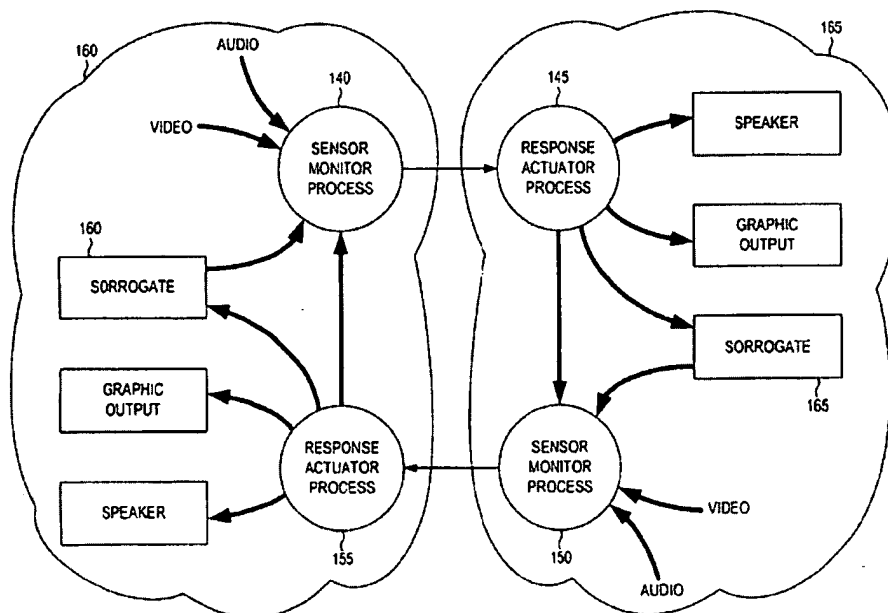 160
AUDIO
VIDEO
140
SENSOR
MONITOR
PROCESS
160
SORROGATE
GRAPHIC
OUTPUT
SPEAKER
RESPONSE
ACTUATOR
PROCESS
155
165
145
RESPONSE
ACTUATOR
PROCESS
SPEAKER
GRAPHIC
OUTPUT
SORROGATE
165
SENSOR
MONITOR
PROCESS
150
VIDEO
AUDIO